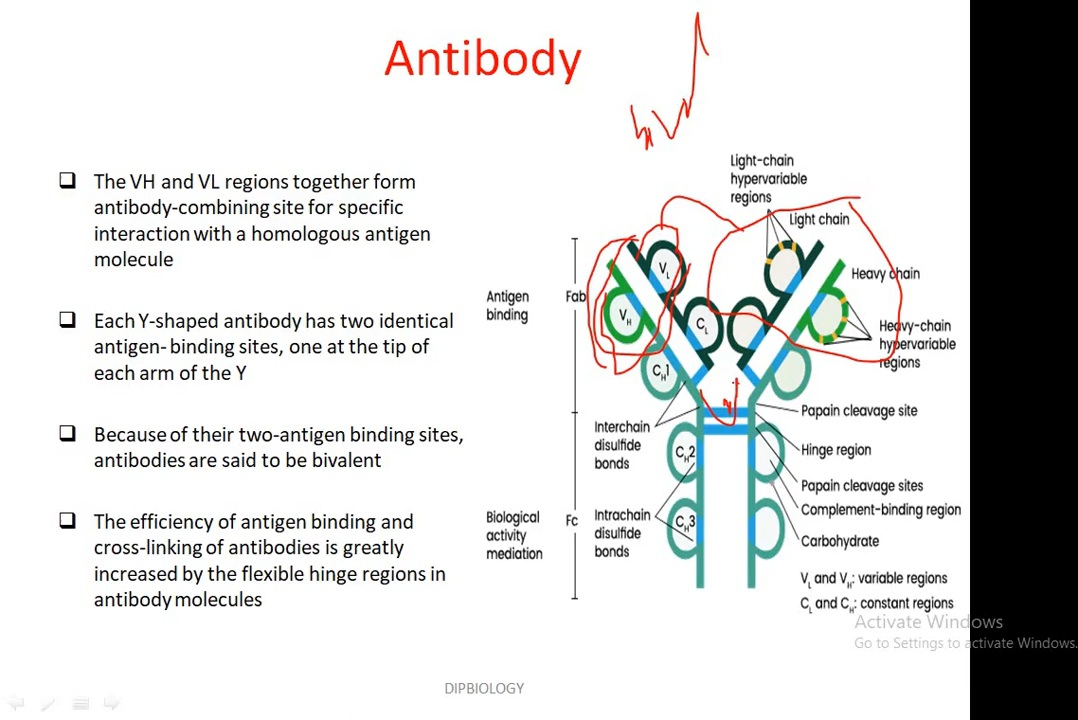 Antibody
The VH and VL regions together form
antibody-combining site for specific
interaction with a homologous antigen
molecule
Each Y-shaped antibody has two identical
antigen- binding sites, one at the tip of
each arm of the Y
Because of their two-antigen binding sites,
antibodies are said to be bivalent
The efficiency of antigen binding and
cross-linking of antibodies is greatly
increased by the flexible hinge regions in
antibody molecules
Light-chain
hypervariable
regions
Light chain
Heavy chain
Heavy-chain
hypervariable
regions
Antigen
binding
Fab
VL
VH
CL
CH1
Papain cleavage site
Interchain
disulfide
bonds
Hinge region
CH2
Papain cleavage sites
Complement-binding region
Biological
activity
mediation
Fc
Intrachain
disulfide
bonds
CH3
Carbohydrate
VL and VH: variable regions
CL and CH: constant regions
Activate Windows
Go to Settings to activate Windows.
DIPBIOLOGY